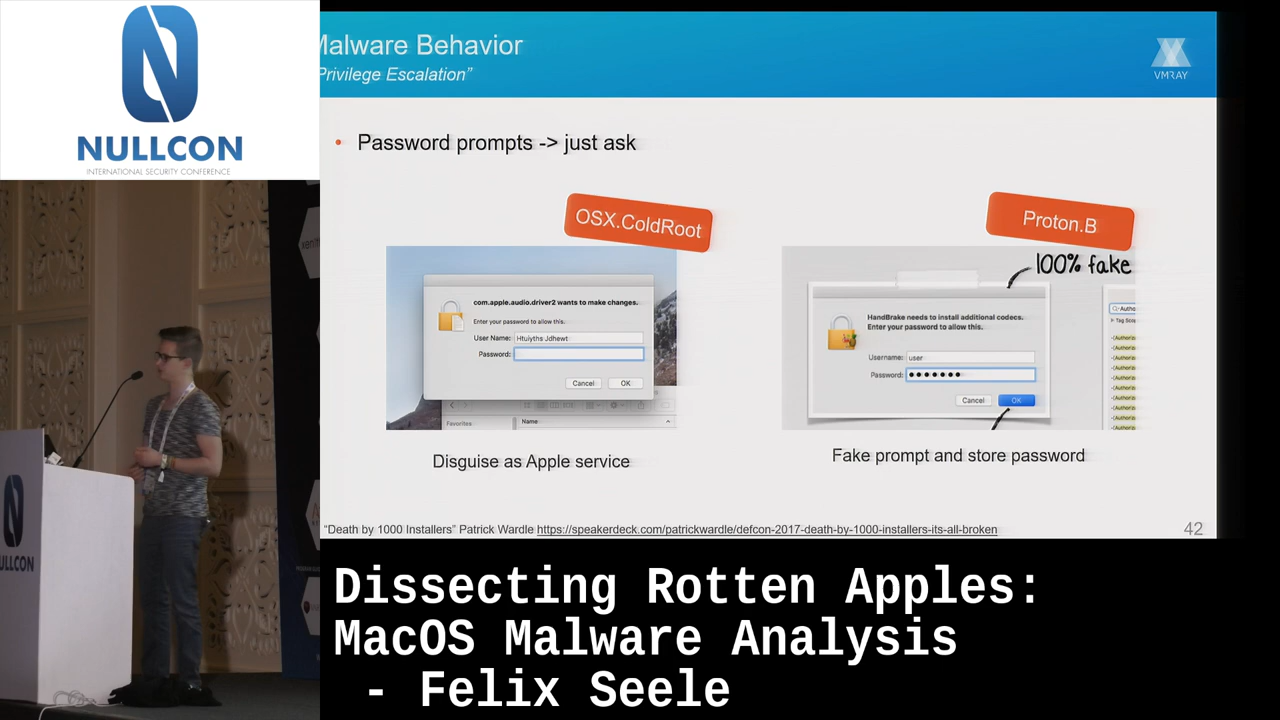 NULLCON
INTERNATIONAL SECURITY CONFERENCE
Malware Behavior
"Privilege Escalation"
VMRAY
• Password prompts -> just ask
OSX.ColdRoot
Proton.B
100% fake
com.apple.audio.driver2 wants to make changes.
Enter your password to allow this.
User Name: Htuiyths Jdhewt
Password:
Cancel OK
Favorites
Name
HandBrake needs to install additional codecs.
Enter your password to allow this.
Username: user
Password: •••••••
Cancel OK
Disguise as Apple service
Fake prompt and store password
"Death by 1000 Installers" Patrick Wardle https://speakerdeck.com/patrickwardle/defcon-2017-death-by-1000-installers-its-all-broken
42
NULLCON
Dissecting Rotten Apples:
MacOS Malware Analysis
- Felix Seele